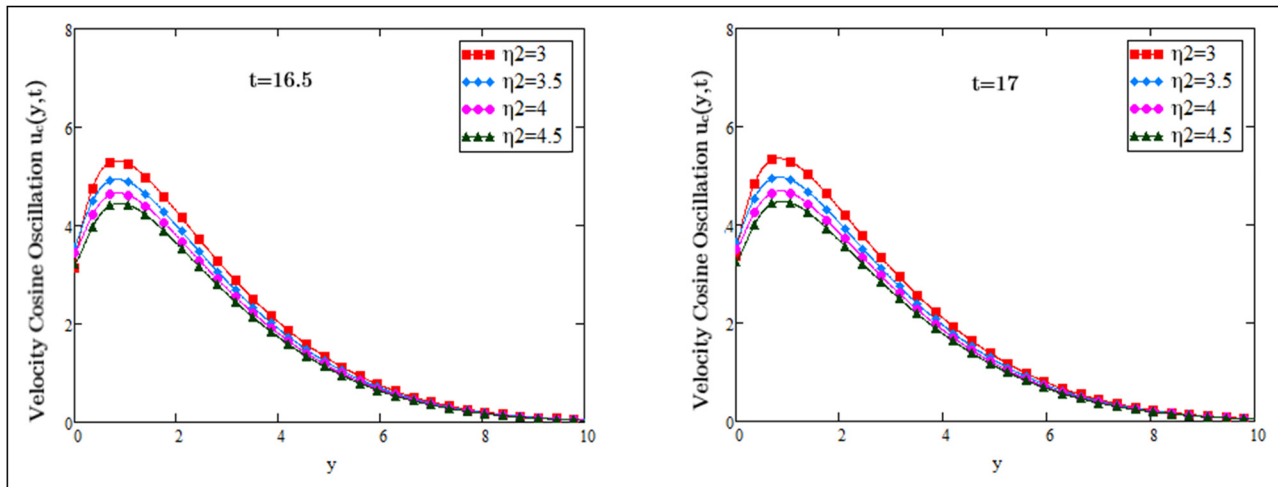 Velocity Cosine Oscillation u_c(y,t)
8
6
4
2
0
t=16.5
η2=3
η2=3.5
η2=4
η2=4.5
0 2 4 6 8 10
y
Velocity Cosine Oscillation u_c(y,t)
8
6
4
2
0
t=17
η2=3
η2=3.5
η2=4
η2=4.5
0 2 4 6 8 10
y